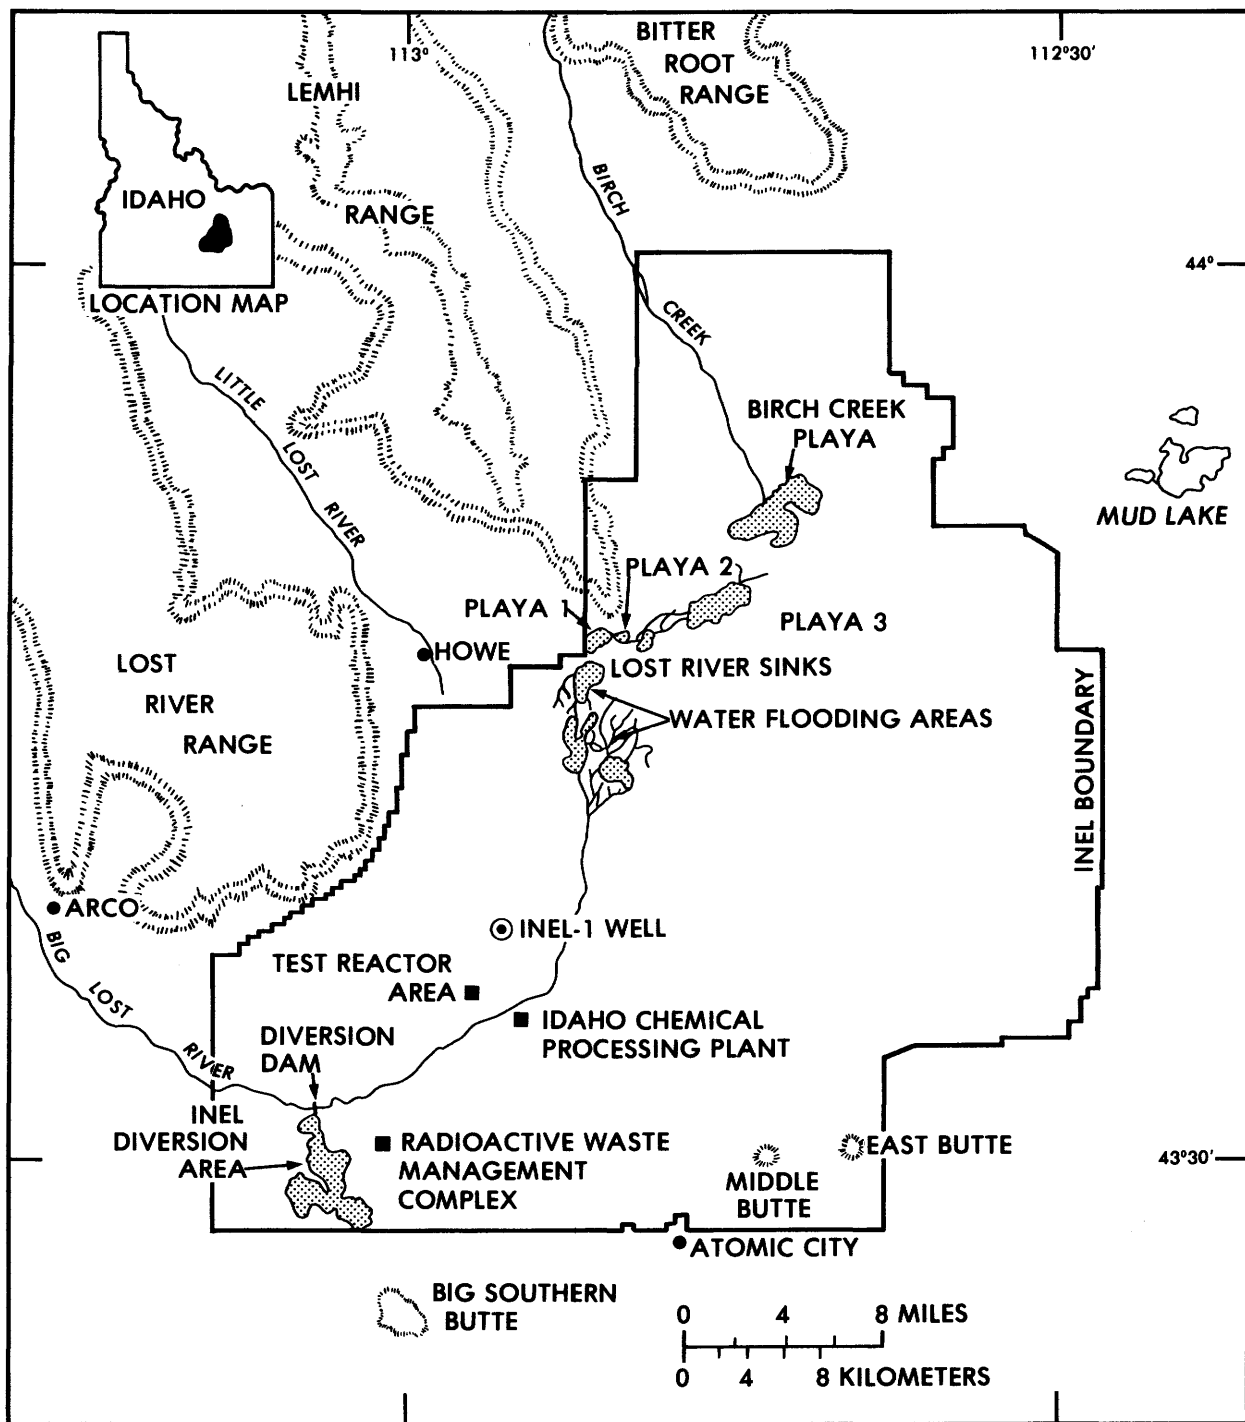 113°
112°30'
BITTER
ROOT
RANGE
LEMHI
RANGE
IDAHO
LOCATION MAP
BIRCH
CREEK
44°
LITTLE
LOST
RIVER
BIRCH CREEK
PLAYA
MUD LAKE
PLAYA 2
PLAYA 1
PLAYA 3
HOWE
LOST RIVER SINKS
LOST
RIVER
RANGE
WATER FLOODING AREAS
INEL BOUNDARY
ARCO
BIG
LOST
RIVER
INEL-1 WELL
TEST REACTOR
AREA
IDAHO CHEMICAL
PROCESSING PLANT
DIVERSION
DAM
INEL
DIVERSION
AREA
RADIOACTIVE WASTE
MANAGEMENT
COMPLEX
EAST BUTTE
43°30'
MIDDLE
BUTTE
ATOMIC CITY
BIG SOUTHERN
BUTTE
0 4 8 MILES
0 4 8 KILOMETERS